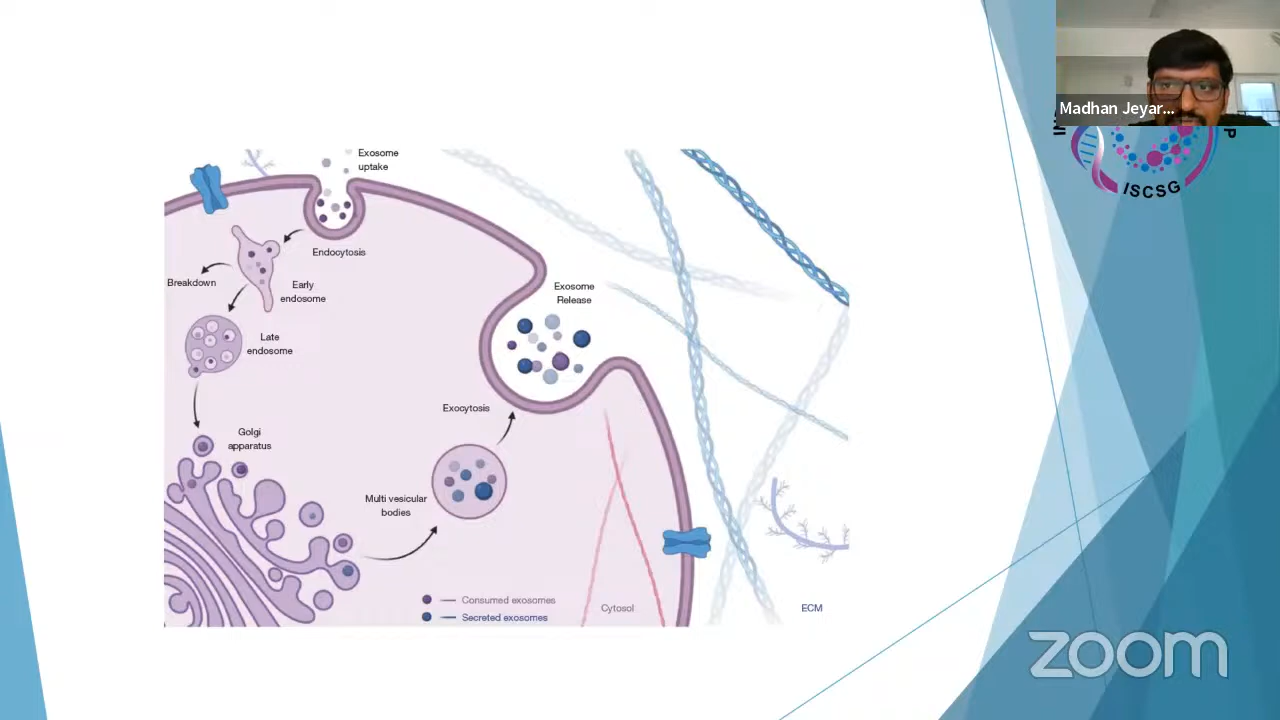 Madhan Jeyar...
ISCSG
Exosome
uptake
Endocytosis
Breakdown
Early
endosome
Exosome
Release
Late
endosome
Exocytosis
Golgi
apparatus
Multi vesicular
bodies
Consumed exosomes
Secreted exosomes
Cytosol
ECM
zoom